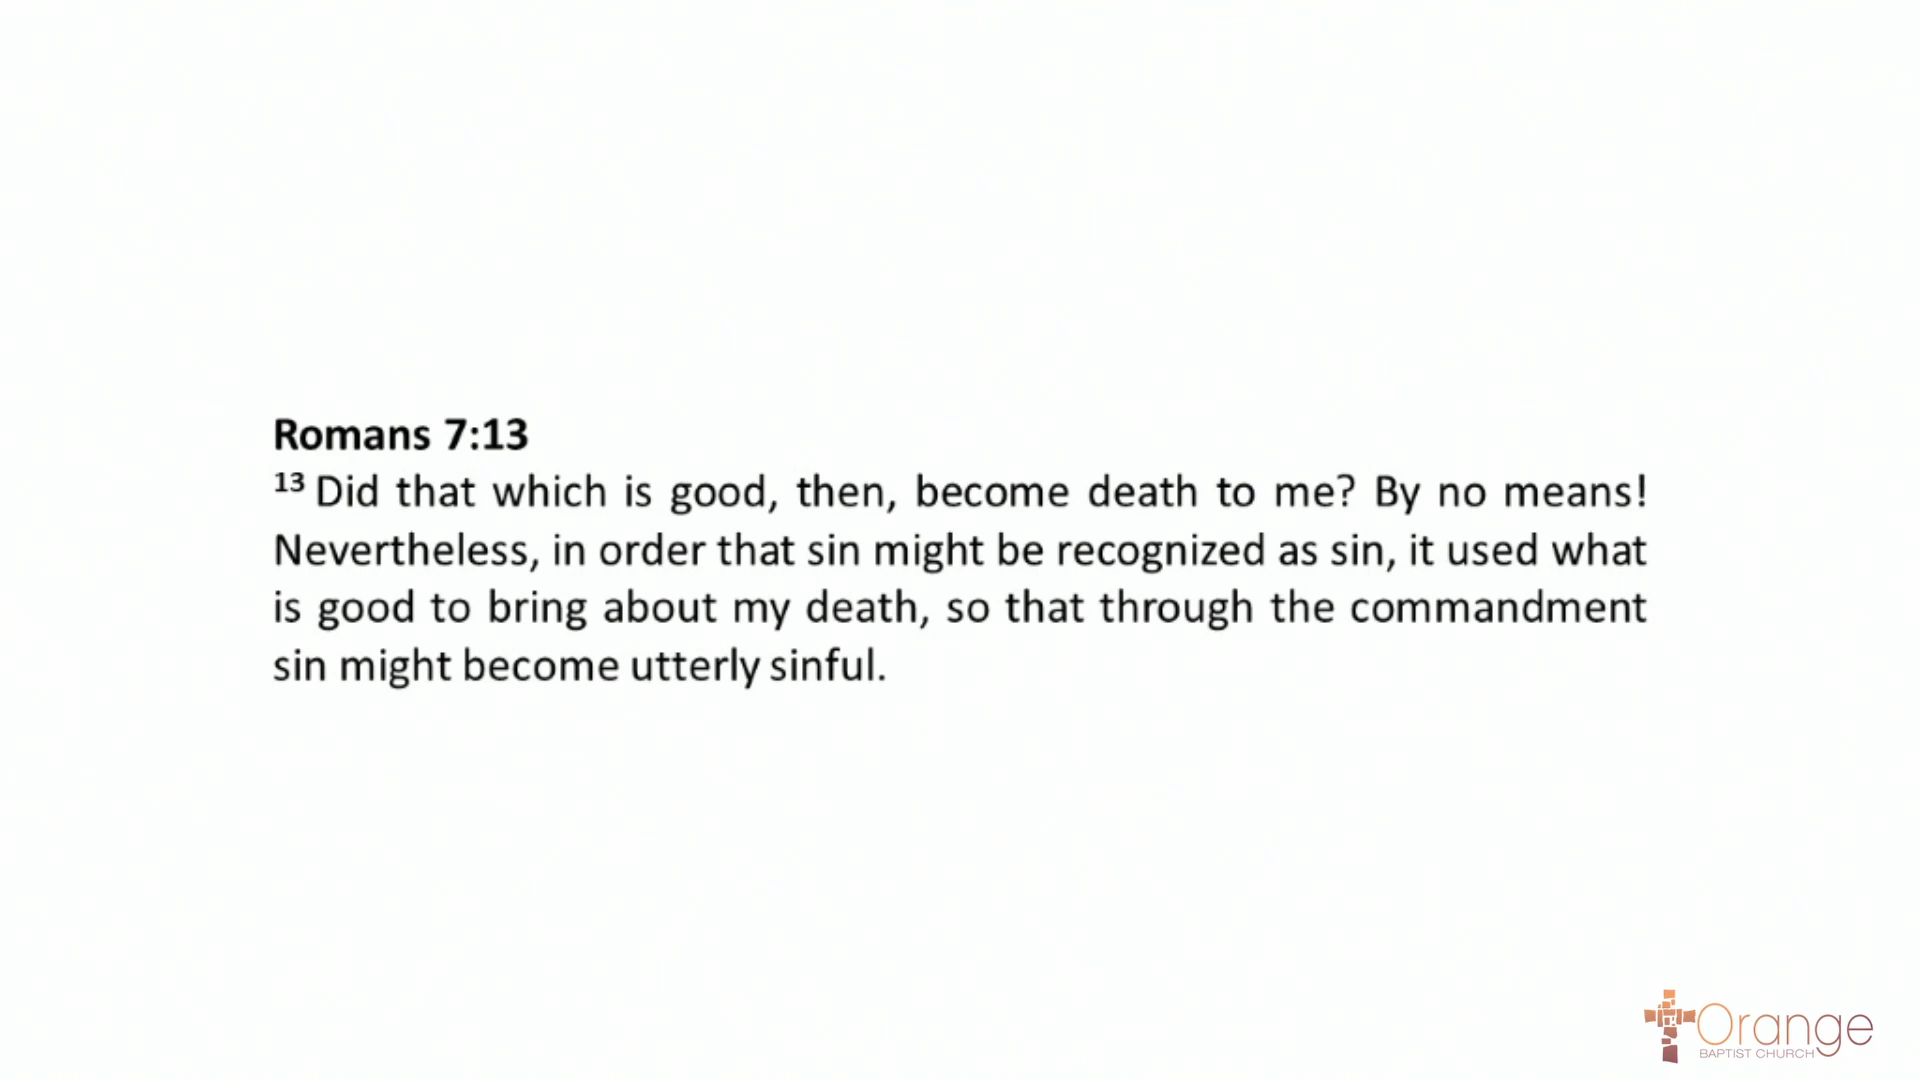 Romans 7:13
13 Did that which is good, then, become death to me? By no means!
Nevertheless, in order that sin might be recognized as sin, it used what
is good to bring about my death, so that through the commandment
sin might become utterly sinful.
Orange
BAPTIST CHURCH